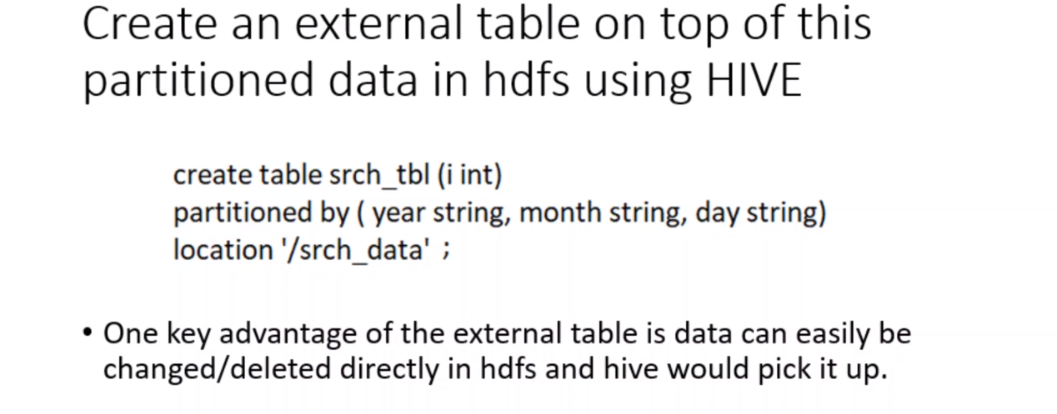 Create an external table on top of this
partitioned data in hdfs using HIVE
create table srch_tbl (i int)
partitioned by ( year string, month string, day string)
location '/srch_data' ;
• One key advantage of the external table is data can easily be
changed/deleted directly in hdfs and hive would pick it up.